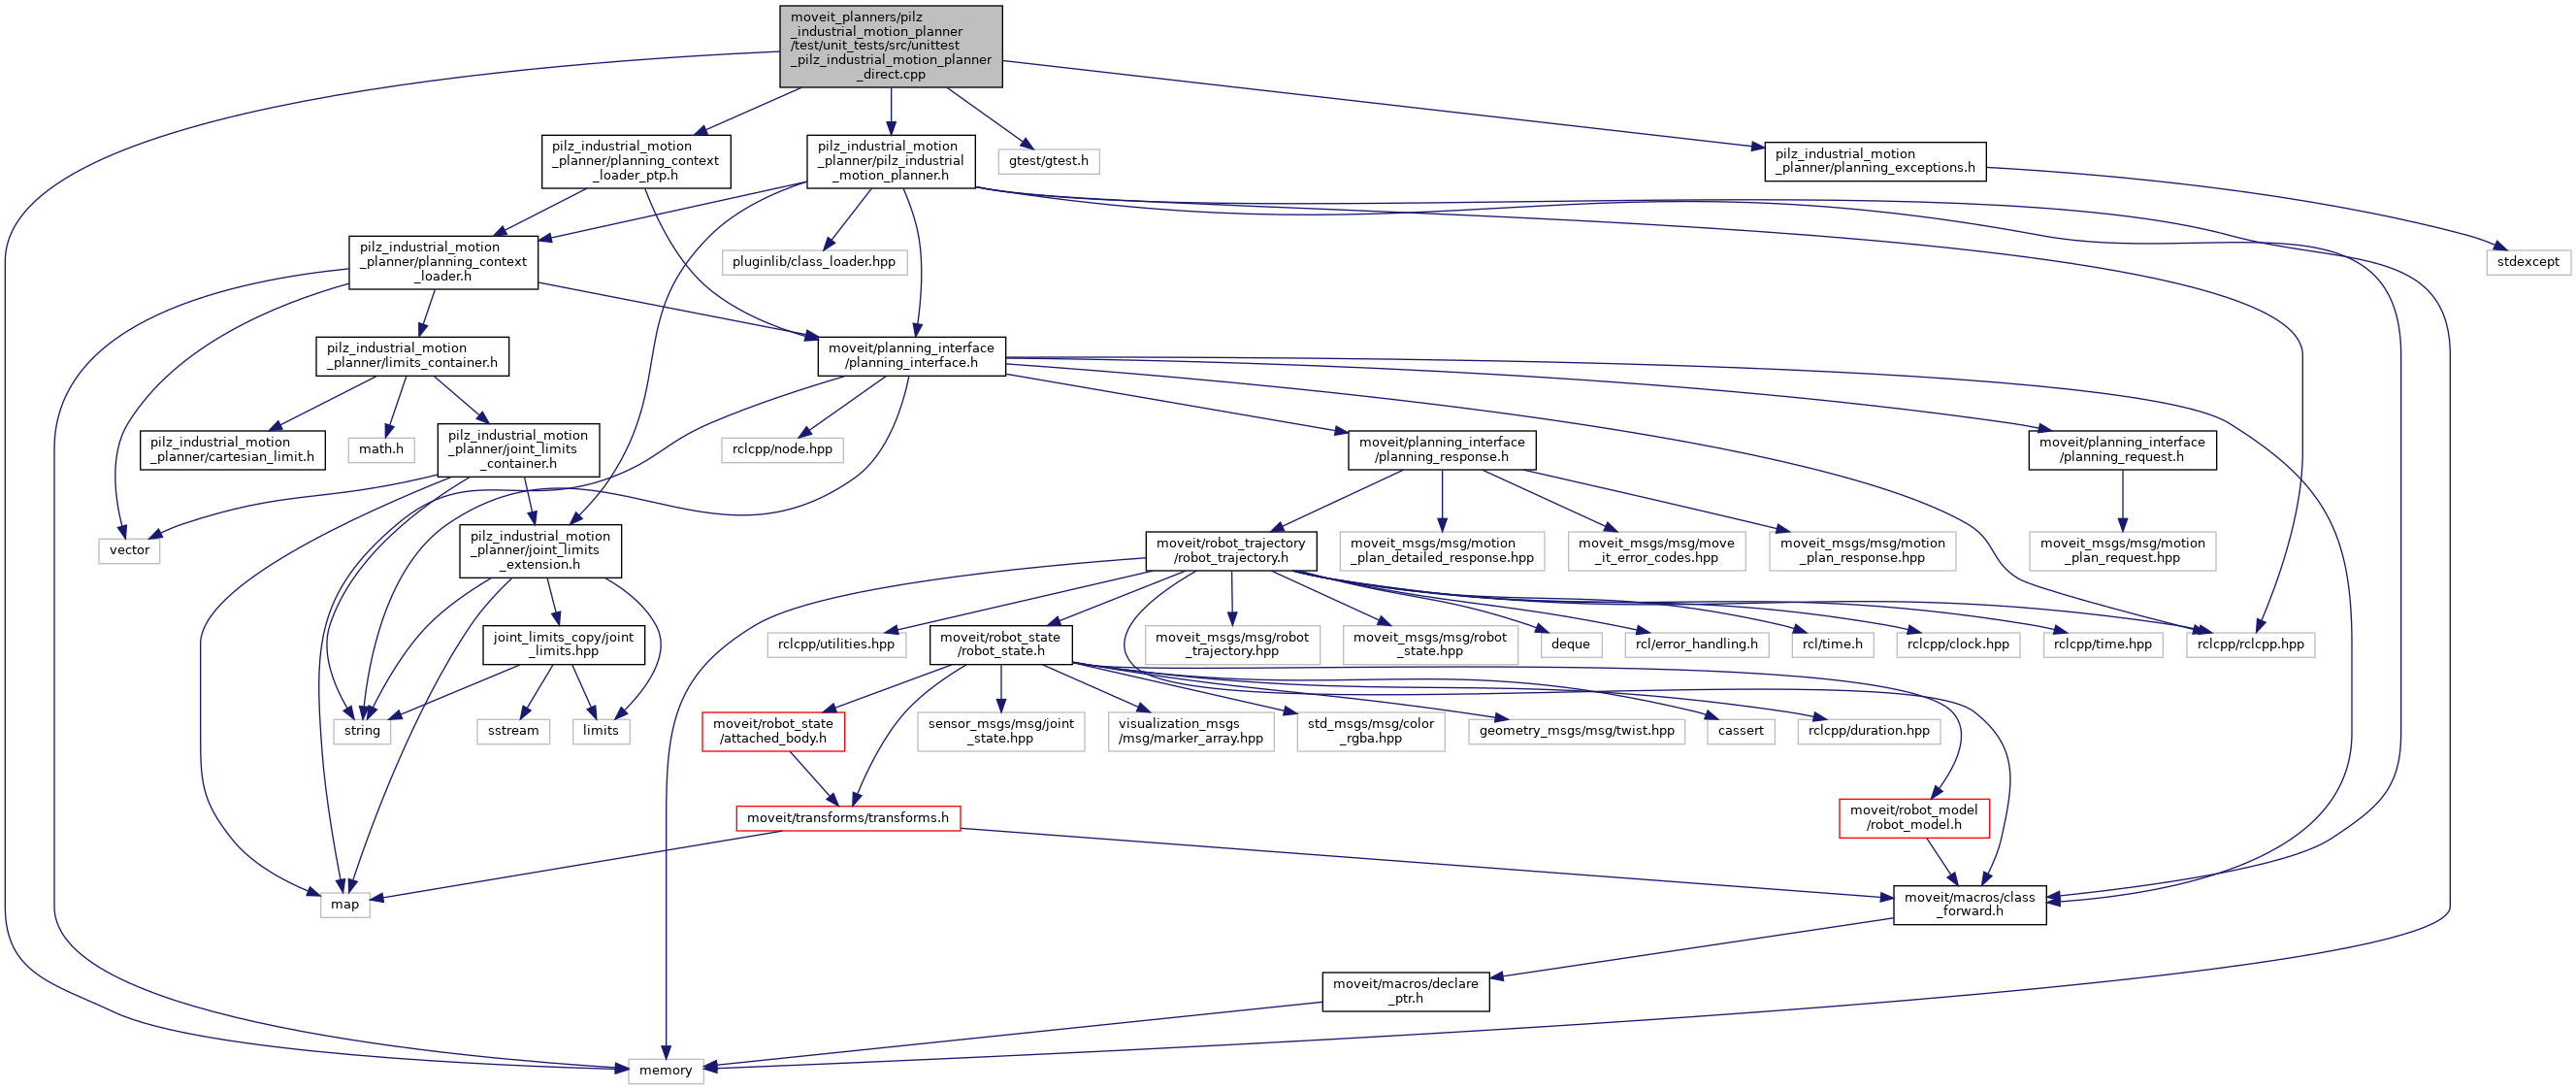 moveit_planners/pilz
_industrial_motion_planner
/test/unit_tests/src/unittest
_pilz_industrial_motion_planner
_direct.cpp
pilz_industrial_motion
_planner/planning_context
_loader_ptp.h
pilz_industrial_motion
_planner/pilz_industrial
_motion_planner.h
gtest/gtest.h
pilz_industrial_motion
_planner/planning_exceptions.h
pilz_industrial_motion
_planner/planning_context
_loader.h
pluginlib/class_loader.hpp
stdexcept
pilz_industrial_motion
_planner/limits_container.h
moveit/planning_interface
/planning_interface.h
pilz_industrial_motion
_planner/cartesian_limit.h
math.h
pilz_industrial_motion
_planner/joint_limits
_container.h
rclcpp/node.hpp
moveit/planning_interface
/planning_response.h
moveit/planning_interface
/planning_request.h
vector
pilz_industrial_motion
_planner/joint_limits
_extension.h
moveit/robot_trajectory
/robot_trajectory.h
moveit_msgs/msg/motion
_plan_detailed_response.hpp
moveit_msgs/msg/move
_it_error_codes.hpp
moveit_msgs/msg/motion
_plan_response.hpp
moveit_msgs/msg/motion
_plan_request.hpp
joint_limits_copy/joint
_limits.hpp
rclcpp/utilities.hpp
moveit/robot_state
/robot_state.h
moveit_msgs/msg/robot
_trajectory.hpp
moveit_msgs/msg/robot
_state.hpp
deque
rcl/error_handling.h
rcl/time.h
rclcpp/clock.hpp
rclcpp/time.hpp
rclcpp/rclcpp.hpp
string
sstream
limits
moveit/robot_state
/attached_body.h
sensor_msgs/msg/joint
_state.hpp
visualization_msgs
/msg/marker_array.hpp
std_msgs/msg/color
_rgba.hpp
geometry_msgs/msg/twist.hpp
cassert
rclcpp/duration.hpp
moveit/transforms/transforms.h
moveit/robot_model
/robot_model.h
map
moveit/macros/class
_forward.h
moveit/macros/declare
_ptr.h
memory